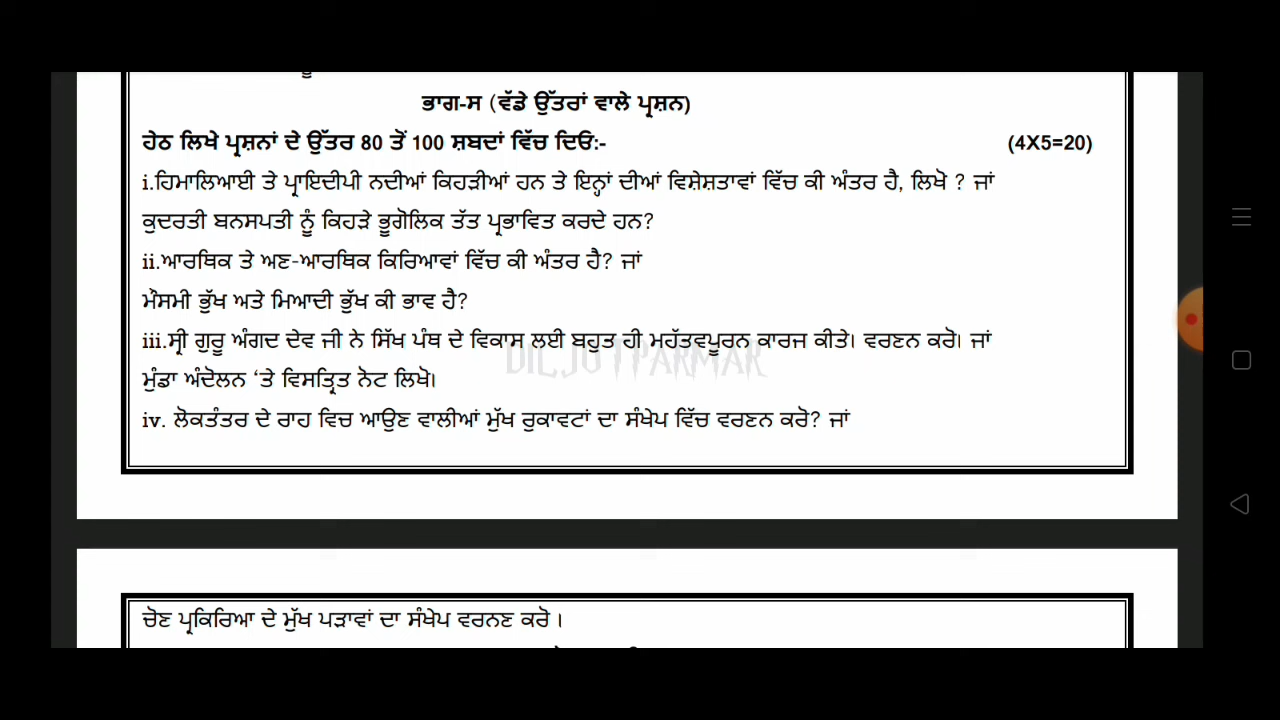 ਭਾਗ-ਸ (ਵੱਡੇ ਉੱਤਰਾਂ ਵਾਲੇ ਪ੍ਰਸ਼ਨ)
ਹੇਠ ਲਿਖੇ ਪ੍ਰਸ਼ਨਾਂ ਦੇ ਉੱਤਰ 80 ਤੋਂ 100 ਸ਼ਬਦਾਂ ਵਿੱਚ ਦਿਓ:- (4X5=20)
i.ਹਿਮਾਲਿਆਈ ਤੇ ਪ੍ਰਾਇਦੀਪੀ ਨਦੀਆਂ ਕਿਹੜੀਆਂ ਹਨ ਤੇ ਇਨ੍ਹਾਂ ਦੀਆਂ ਵਿਸ਼ੇਸ਼ਤਾਵਾਂ ਵਿੱਚ ਕੀ ਅੰਤਰ ਹੈ, ਲਿਖੋ ? ਜਾਂ
ਕੁਦਰਤੀ ਬਨਸਪਤੀ ਨੂੰ ਕਿਹੜੇ ਭੂਗੋਲਿਕ ਤੱਤ ਪ੍ਰਭਾਵਿਤ ਕਰਦੇ ਹਨ?
ii.ਆਰਥਿਕ ਤੇ ਅਣ-ਆਰਥਿਕ ਕਿਰਿਆਵਾਂ ਵਿੱਚ ਕੀ ਅੰਤਰ ਹੈ? ਜਾਂ
ਮੌਸਮੀ ਭੁੱਖ ਅਤੇ ਮਿਆਦੀ ਭੁੱਖ ਕੀ ਭਾਵ ਹੈ?
iii.ਸ੍ਰੀ ਗੁਰੂ ਅੰਗਦ ਦੇਵ ਜੀ ਨੇ ਸਿੱਖ ਪੰਥ ਦੇ ਵਿਕਾਸ ਲਈ ਬਹੁਤ ਹੀ ਮਹੱਤਵਪੂਰਨ ਕਾਰਜ ਕੀਤੇ। ਵਰਣਨ ਕਰੋ। ਜਾਂ
DILJOTPARMAR
ਮੁੰਡਾ ਅੰਦੋਲਨ ‘ਤੇ ਵਿਸਤ੍ਰਿਤ ਨੋਟ ਲਿਖੋ।
iv. ਲੋਕਤੰਤਰ ਦੇ ਰਾਹ ਵਿਚ ਆਉਣ ਵਾਲੀਆਂ ਮੁੱਖ ਰੁਕਾਵਟਾਂ ਦਾ ਸੰਖੇਪ ਵਿੱਚ ਵਰਣਨ ਕਰੋ? ਜਾਂ
ਚੋਣ ਪ੍ਰਕਿਰਿਆ ਦੇ ਮੁੱਖ ਪੜਾਵਾਂ ਦਾ ਸੰਖੇਪ ਵਰਨਣ ਕਰੋ ।